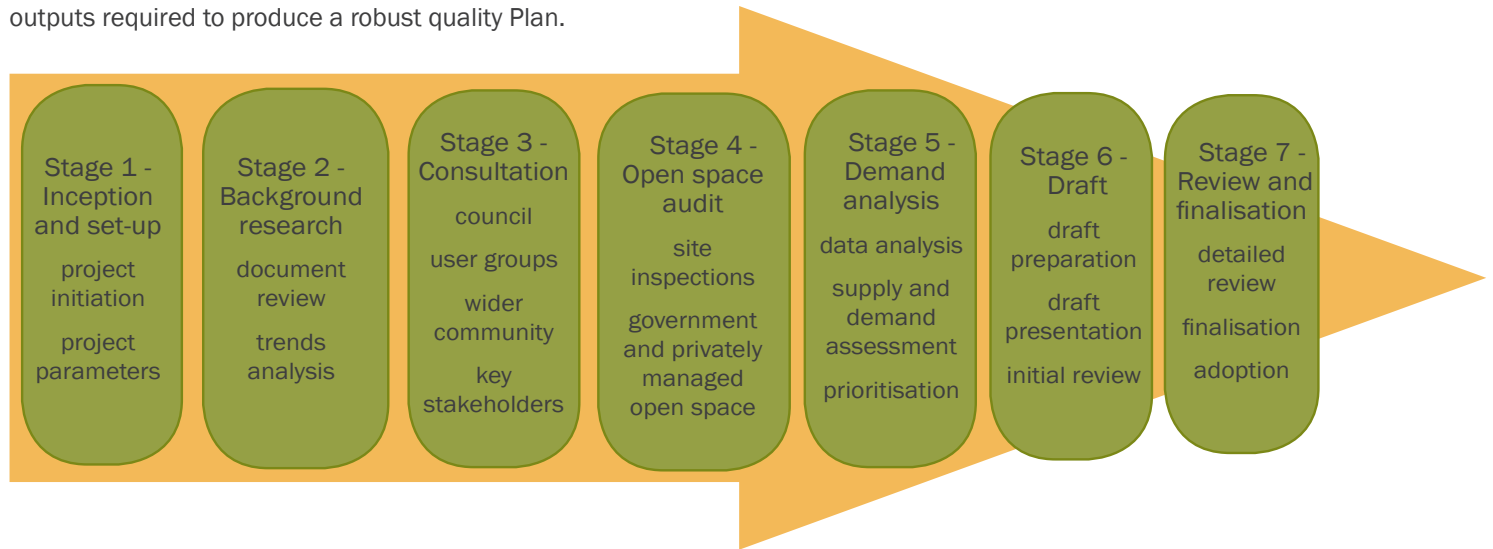 outputs required to produce a robust quality Plan.
Stage 1 -
Inception
and set-up
project
initiation
project
parameters
Stage 2 -
Background
research
document
review
trends
analysis
Stage 3 -
Consultation
council
user groups
wider
community
key
stakeholders
Stage 4 -
Open space
audit
site
inspections
government
and privately
managed
open space
Stage 5 -
Demand
analysis
data analysis
supply and
demand
assessment
prioritisation
Stage 6 -
Draft
draft
preparation
draft
presentation
initial review
Stage 7 -
Review and
finalisation
detailed
review
finalisation
adoption